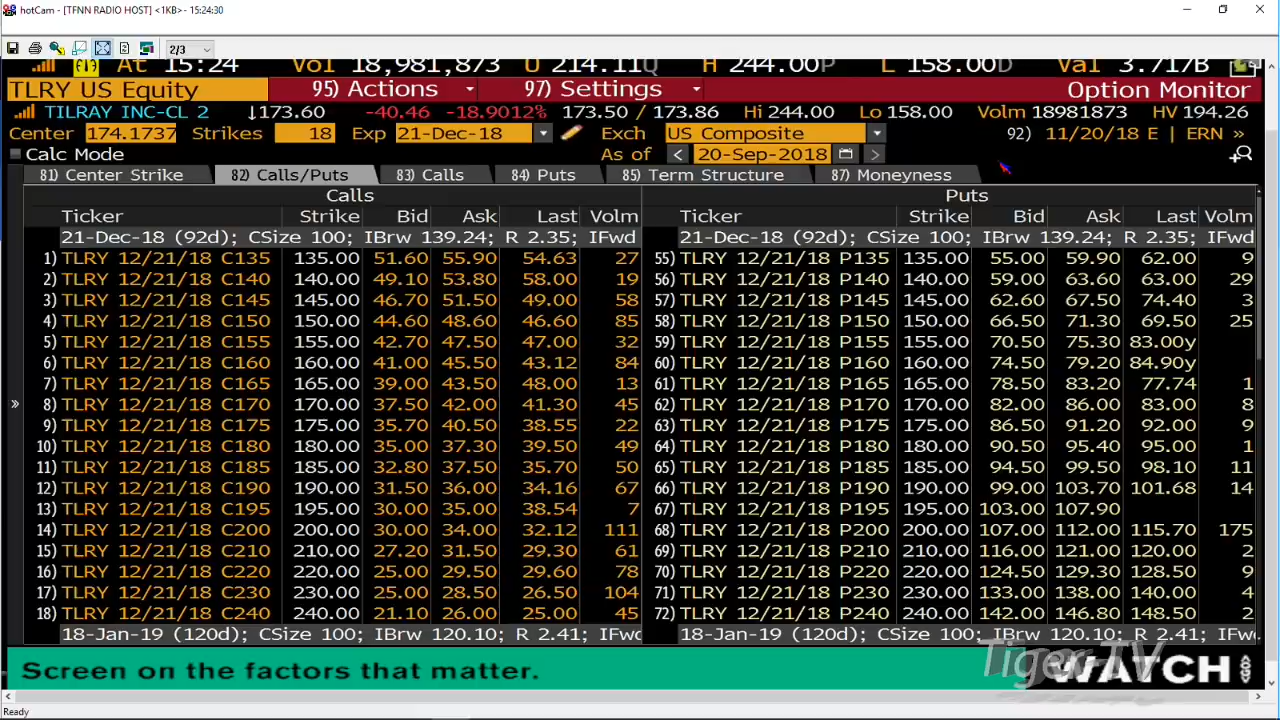 hotCam - [TFNN RADIO HOST] <1KB> - 15:24:30
2/3
At 15:24 Vol 18,981,873 O 214.11Q H 244.00P L 158.00D Val 3.717B
TLRY US Equity 95) Actions 97) Settings Option Monitor
TILRAY INC-CL 2 ↓173.60 -40.46 -18.9012% 173.50 / 173.86 Hi 244.00 Lo 158.00 Volm 18981873 HV 194.26
Center 174.1737 Strikes 18 Exp 21-Dec-18 Exch US Composite 92) 11/20/18 E | ERN »
Calc Mode As of < 20-Sep-2018 >
81) Center Strike 82) Calls/Puts 83) Calls 84) Puts 85) Term Structure 87) Moneyness
Calls Puts
Ticker Strike Bid Ask Last Volm Ticker Strike Bid Ask Last Volm
21-Dec-18 (92d); CSize 100; IBrw 139.24; R 2.35; IFwd 21-Dec-18 (92d); CSize 100; IBrw 139.24; R 2.35; IFwd
1) TLRY 12/21/18 C135 135.00 51.60 55.90 54.63 27 55) TLRY 12/21/18 P135 135.00 55.00 59.90 62.00 9
2) TLRY 12/21/18 C140 140.00 49.10 53.80 58.00 19 56) TLRY 12/21/18 P140 140.00 59.00 63.60 63.00 29
3) TLRY 12/21/18 C145 145.00 46.70 51.50 49.00 58 57) TLRY 12/21/18 P145 145.00 62.60 67.50 74.40 3
4) TLRY 12/21/18 C150 150.00 44.60 48.60 46.60 85 58) TLRY 12/21/18 P150 150.00 66.50 71.30 69.50 25
5) TLRY 12/21/18 C155 155.00 42.70 47.50 47.00 32 59) TLRY 12/21/18 P155 155.00 70.50 75.30 83.00y
6) TLRY 12/21/18 C160 160.00 41.00 45.50 43.12 84 60) TLRY 12/21/18 P160 160.00 74.50 79.20 84.90y
7) TLRY 12/21/18 C165 165.00 39.00 43.50 48.00 13 61) TLRY 12/21/18 P165 165.00 78.50 83.20 77.74 1
8) TLRY 12/21/18 C170 170.00 37.50 42.00 41.30 45 62) TLRY 12/21/18 P170 170.00 82.00 86.00 83.00 8
9) TLRY 12/21/18 C175 175.00 35.70 40.50 38.55 22 63) TLRY 12/21/18 P175 175.00 86.50 91.20 92.00 9
10) TLRY 12/21/18 C180 180.00 35.00 37.30 39.50 49 64) TLRY 12/21/18 P180 180.00 90.50 95.40 95.00 1
11) TLRY 12/21/18 C185 185.00 32.80 37.50 35.70 50 65) TLRY 12/21/18 P185 185.00 94.50 99.50 98.10 11
12) TLRY 12/21/18 C190 190.00 31.50 36.00 34.16 67 66) TLRY 12/21/18 P190 190.00 99.00 103.70 101.68 14
13) TLRY 12/21/18 C195 195.00 30.00 35.00 38.54 7 67) TLRY 12/21/18 P195 195.00 103.00 107.90
14) TLRY 12/21/18 C200 200.00 30.00 34.00 32.12 111 68) TLRY 12/21/18 P200 200.00 107.00 112.00 115.70 175
15) TLRY 12/21/18 C210 210.00 27.20 31.50 29.30 61 69) TLRY 12/21/18 P210 210.00 116.00 121.00 120.00 2
16) TLRY 12/21/18 C220 220.00 25.00 29.50 29.60 78 70) TLRY 12/21/18 P220 220.00 124.50 129.30 128.50 9
17) TLRY 12/21/18 C230 230.00 25.00 28.50 26.50 104 71) TLRY 12/21/18 P230 230.00 133.00 138.00 140.00 4
18) TLRY 12/21/18 C240 240.00 21.10 26.00 25.00 45 72) TLRY 12/21/18 P240 240.00 142.00 146.80 148.50 2
18-Jan-19 (120d); CSize 100; IBrw 120.10; R 2.41; IFwd 18-Jan-19 (120d); CSize 100; IBrw 120.10; R 2.41; IFwd
Screen on the factors that matter. WATCH
Tiger TV
Ready